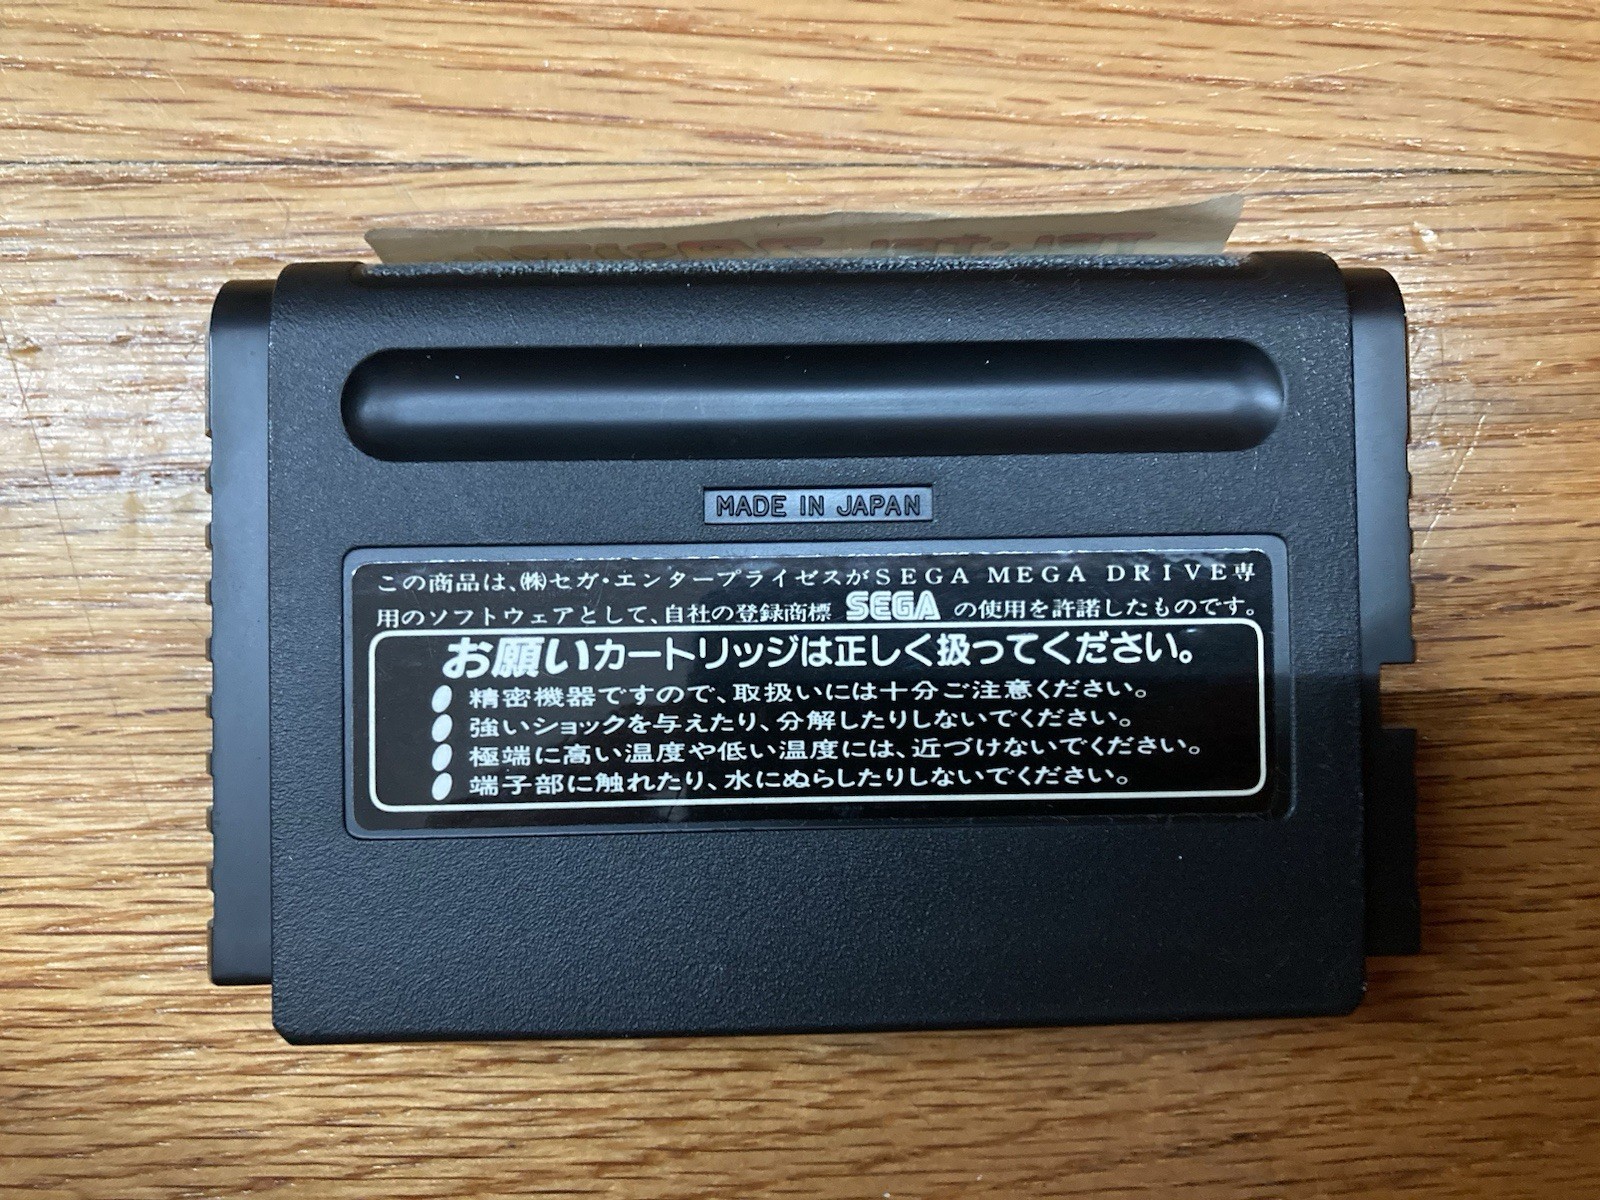 MADE IN JAPAN
この商品は、㈱セガ・エンタープライゼスがSEGA MEGA DRIVE専
用のソフトウェアとして、自社の登録商標 SEGA の使用を許諾したものです。
お願いカートリッジは正しく扱ってください。
●精密機器ですので、取扱いには十分ご注意ください。
●強いショックを与えたり、分解したりしないでください。
●極端に高い温度や低い温度には、近づけないでください。
●端子部に触れたり、水にぬらしたりしないでください。